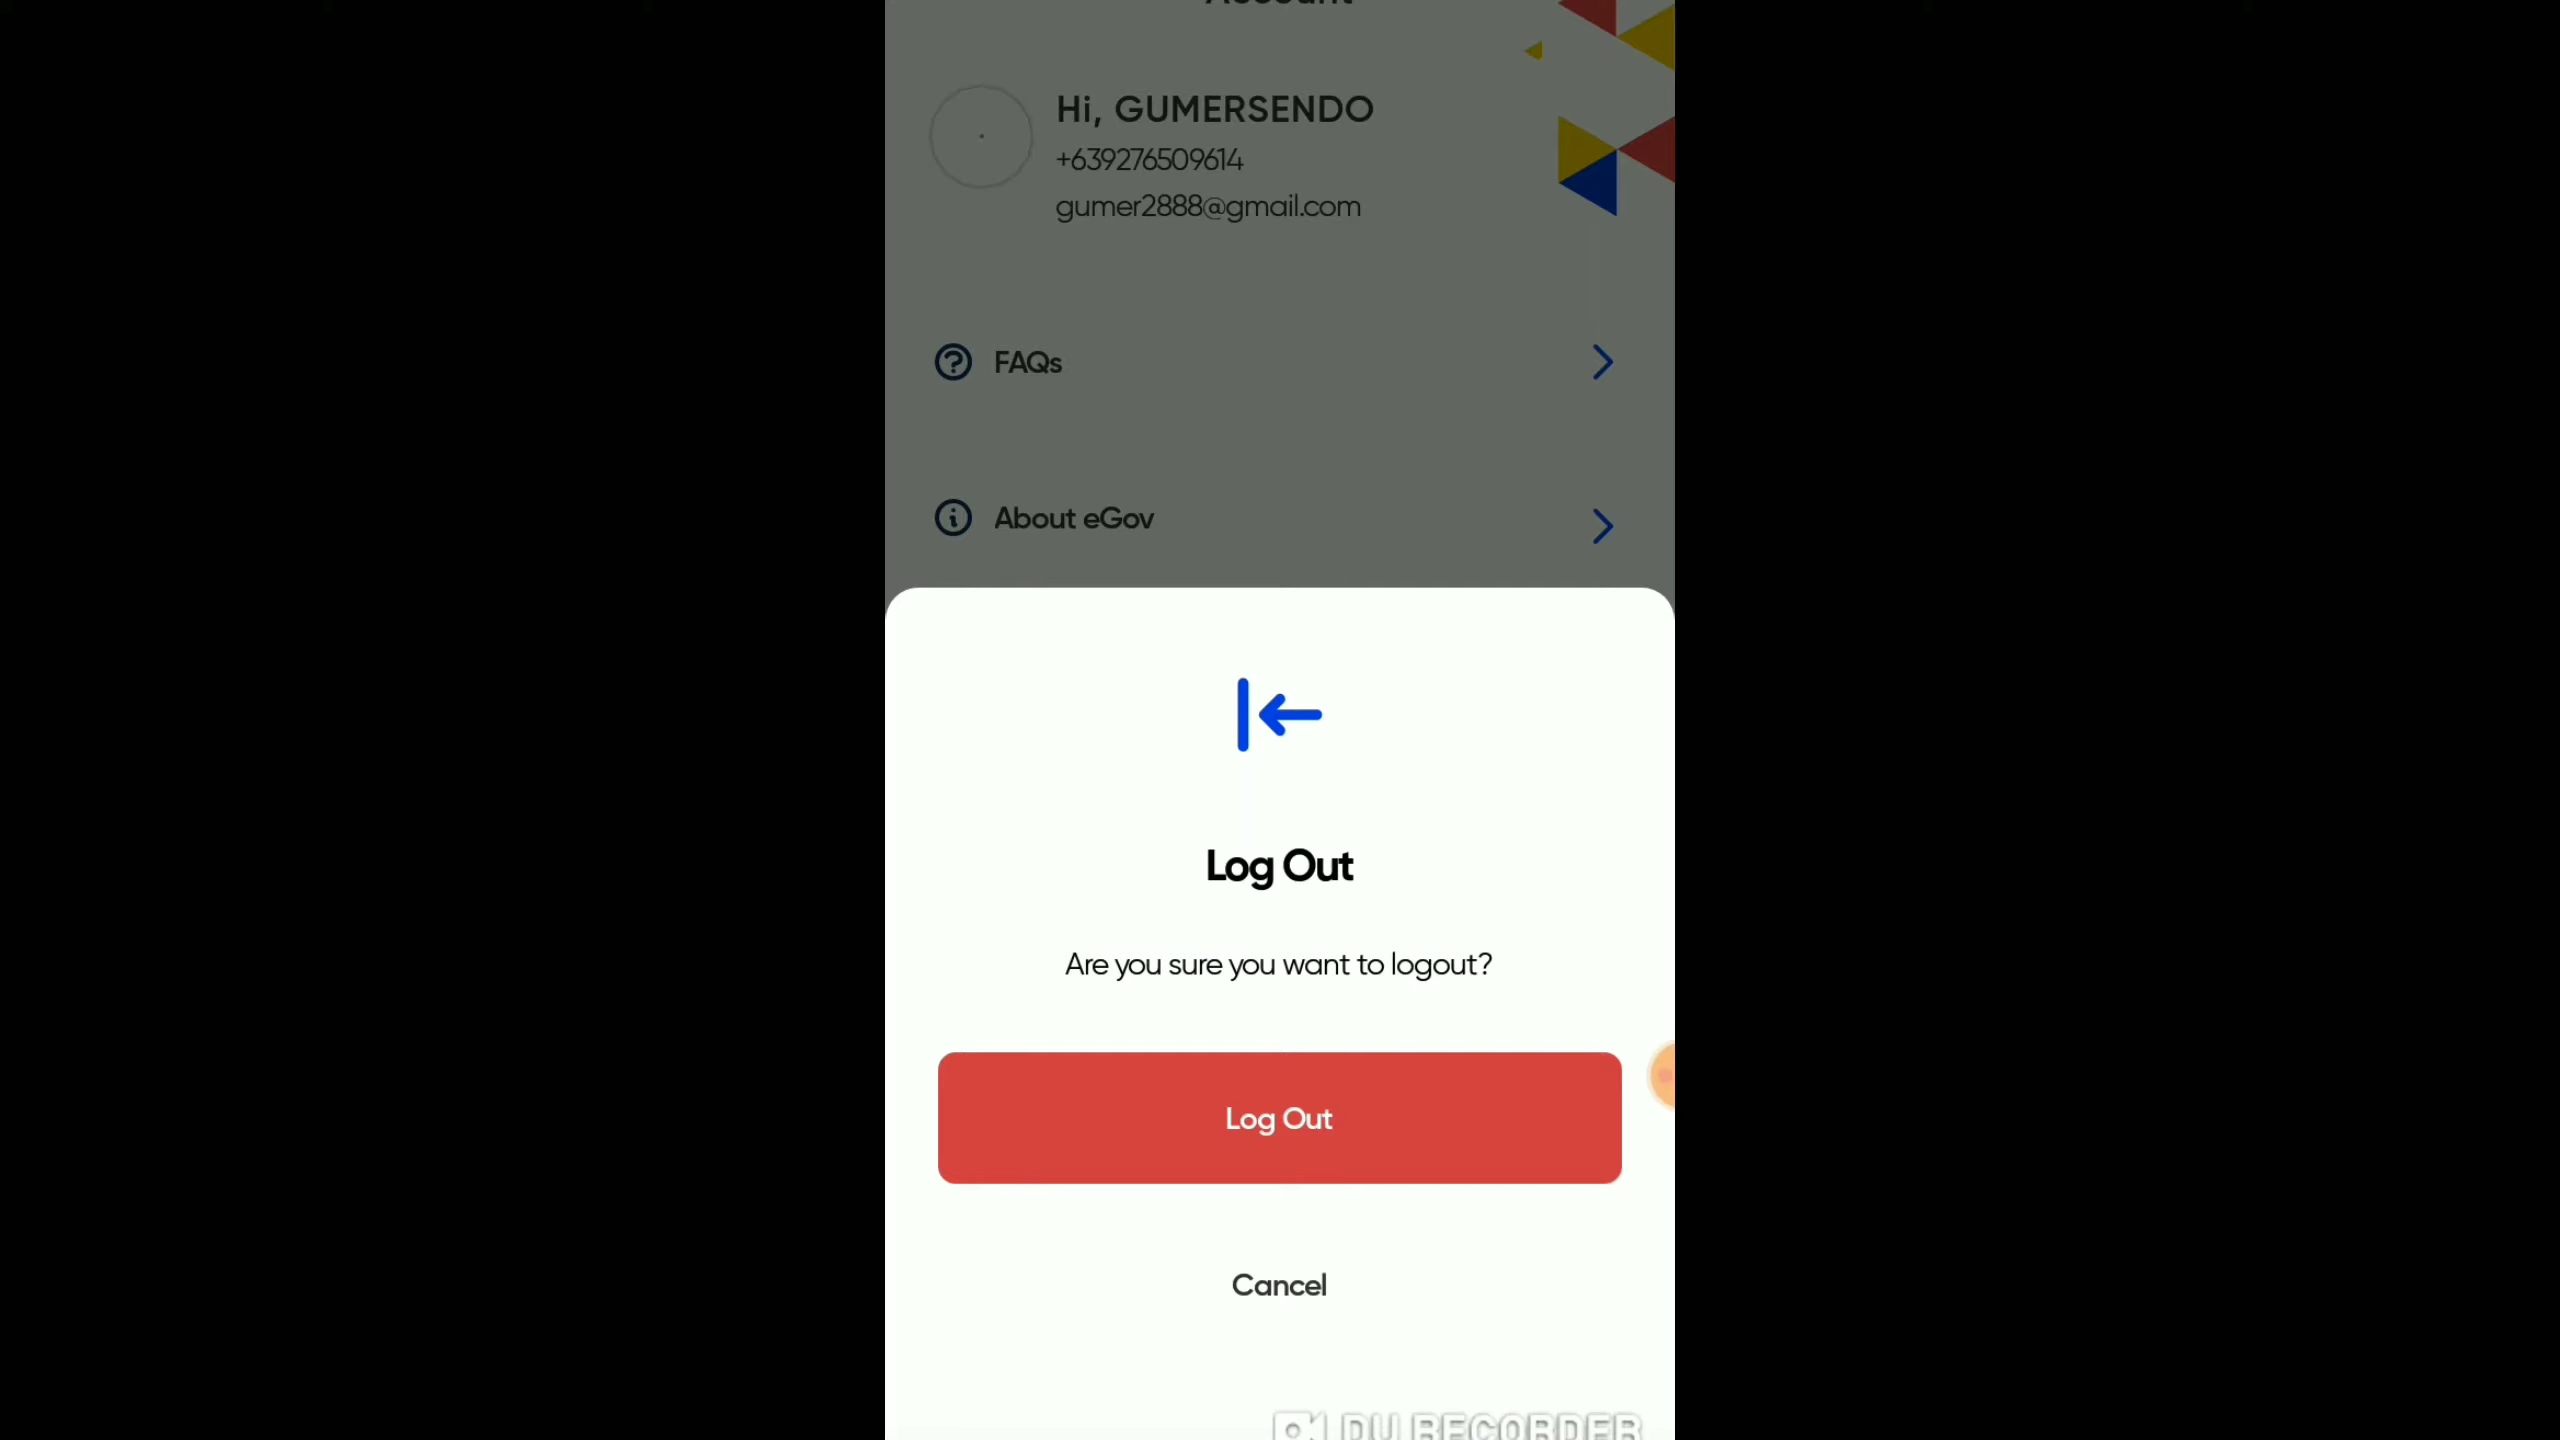 Account
Hi, GUMERSENDO
+639276509614
gumer2888@gmail.com
FAQs
About eGov
Log Out
Are you sure you want to logout?
Log Out
Cancel
DU RECORDER